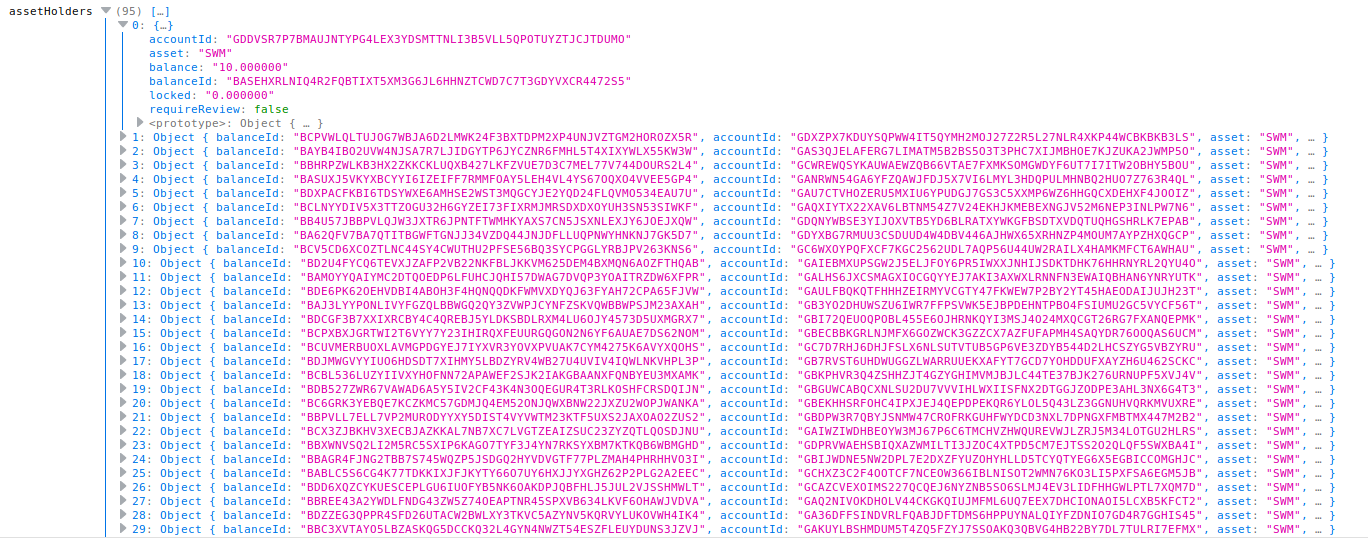 assetHolders (95) […]
0: {…}
accountId: "GDDVSR7P7BMAUJNTYPG4LEX3YDSMTTNLI3B5VLL5QPOTUYZTJCJTDUMO"
asset: "SWM"
balance: "10.000000"
balanceId: "BASEHXRLNIQ4R2FQBTIXT5XM3G6JL6HHNZTCWD7C7T3GDYVXCR4472S5"
locked: "0.000000"
requireReview: false
<prototype>: Object { … }
1: Object { balanceId: "BCPVWLQLTUJOG7WBJA6D2LMWK24F3BXTDPM2XP4UNJVZTGM2HOROZX5R", accountId: "GDXZPX7KDUYSQPWW4IT5QYMH2MOJ27Z2R5L27NLR4XKP44WCBKBKB3LS", asset: "SWM", … }
2: Object { balanceId: "BAYB4IBO2UVW4NJSA7R7LJIDGYTP6JYCZNR6FMHL5T4XIXYWLX55KW3W", accountId: "GAS3QJELAFERG7LIMATM5B2BS5O3T3PHC7XIJMBHOE7KJZUKA2JWMP5O", asset: "SWM", … }
3: Object { balanceId: "BBHRPZWLKB3HX2ZKKCKLUQXB427LKFZVUE7D3C7MEL77V744DOURS2L4", accountId: "GCWREWQSYKAUWAEWZQB66VTAE7FXMKSOMGWDYF6UT7I7ITW2OBHY5BOU", asset: "SWM", … }
4: Object { balanceId: "BASUXJ5VKYXBCYYI6IZEIFF7RMMFOAY5LEH4VL4YS67OQXO4VVEE5GP4", accountId: "GANRWN54GA6YFZQAWJFDJ5X7VI6LMYL3HDQPULMHNBQ2HUO7Z763R4QL", asset: "SWM", … }
5: Object { balanceId: "BDXPACFKBI6TDSYWXE6AMHSE2WST3MQGCYJE2YQD24FLQVMO534EAU7U", accountId: "GAU7CTVHOZERU5MXIU6YPUDGJ7GS3C5XXMP6WZ6HHGQCXDEHXF4JOOIZ", asset: "SWM", … }
6: Object { balanceId: "BCLNYYDIV5X3TTZOGU32H6GYZEI73FIXRMJMRSDXDXQYUH3SN53SIWKF", accountId: "GAQXIYTX22XAV6LBTNM54Z7V24EKHJKMEBEXNGJV52M6NEP3INLPW7N6", asset: "SWM", … }
7: Object { balanceId: "BB4U57JBBPVLQJW3JXTR6JPNTFTWMHKYAXS7CN5JSXNLEXJY6JOEJXQW", accountId: "GDQNYWBSE3YIJOXVTB5YD6BLRATXYWKGFBSDTXVDQTUQHGSHRLK7EPAB", asset: "SWM", … }
8: Object { balanceId: "BA62QFV7BA7QTITBGWFTGNJJ34VZDQ44JNJDFLLUQPNWYHNKNJ7GK5D7", accountId: "GDYXBG7RMUU3CSDUUD4W4DBV446AJHWX65XRHNZP4MOUM7AYPZHXQGCP", asset: "SWM", … }
9: Object { balanceId: "BCV5CD6XCOZTLNC44SY4CWUTHU2PFSE56BQ3SYCPGGLYRBJPV263KNS6", accountId: "GC6WXOYPQFXCF7KGC2562UDL7AQP56U44UW2RAILX4HAMKMFCT6AWHAU", asset: "SWM", … }
10: Object { balanceId: "BD2U4FYCQ6TEVXJZAFP2VB22NKFBLJKKVM625DEM4BXMQN6AOZFTHQAB", accountId: "GAIEBMXUPSGW2J5ELJFOY6PR5IWXXJNHIJSDKTDHK76HHRNYRL2QYU4O", asset: "SWM", … }
11: Object { balanceId: "BAMOYYQAIYMC2DTQOEDP6LFUHCJQHI57DWAG7DVQP3YOAITRZDW6XFPR", accountId: "GALHS6JXCSMAGXIOCGQYYEJ7AKI3AXWXLRNNFN3EWAIQBHAN6YNRYUTK", asset: "SWM", … }
12: Object { balanceId: "BDE6PK62OEHVDBI4ABOH3F4HQNQQDKFWMVXDYQJ63FYAH72CPA65FJVW", accountId: "GAULFBQKQTFHHHZEIRMYVCGTY47FKWEW7P2BY2YT45HAEODAIJUJH23T", asset: "SWM", … }
13: Object { balanceId: "BAJ3LYYPONLIVYFGZQLBBWGQ2QY3ZVWPJCYNFZSKVQWBBWPSJM23AXAH", accountId: "GB3YO2DHUWSZU6IWR7FFPSVWK5EJBPDEHNTPBO4FSIUMU2GC5VYCF56T", asset: "SWM", … }
14: Object { balanceId: "BDCGF3B7XXIXRCBY4C4QREBJ5YLDKSBDLRXM4LU6OJY4573D5UXMGRX7", accountId: "GBI72QEUOQPOBL455E6OJHRNKQYI3MSJ4O24MXQCGT26RG7FXANQEPMK", asset: "SWM", … }
15: Object { balanceId: "BCPXBXJGRTWI2T6VYY7Y23IHIRQXFEUURGQGON2N6YF6AUAE7DS62NOM", accountId: "GBECBBKGRLNJMFX6GOZWCK3GZZCX7AZFUFAPMH4SAQYDR76OOQAS6UCM", asset: "SWM", … }
16: Object { balanceId: "BCUVMERBUOXLAVMGPDGYEJ7IYXVR3YOVXPVUAK7CYM4275K6AVYXQOHS", accountId: "GC7D7RHJ6DHJFSLX6NLSUTVTUB5GP6VE3ZDYB544D2LHCSZYG5VBZYRU", asset: "SWM", … }
17: Object { balanceId: "BDJMWGVYYIUO6HDSDT7XIHMY5LBDZYRV4WB27U4UVIV4IQWLNKVHPL3P", accountId: "GB7RVST6UHDWUGGZLWARRUUEKXAFYT7GCD7YOHDDUFXAYZH6U462SCKC", asset: "SWM", … }
18: Object { balanceId: "BCBL536LUZYIIVXYHOFNN72APAWEF2SJK2IAKGBAANXFQNBYEU3MXAMK", accountId: "GBKPHVR3Q4ZSHHZJT4GZYGHIMVMJBJLC44TE37BJK276URNUPF5XVJ4V", asset: "SWM", … }
19: Object { balanceId: "BDB527ZWR67VAWAD6A5Y5IV2CF43K4N3OQEGUR4T3RLKOSHFCRSDQIJN", accountId: "GBGUWCABQCXNLSU2DU7VVVIHLWXIISFNX2DTGGJZODPE3AHL3NX6G4T3", asset: "SWM", … }
20: Object { balanceId: "BC6GRK3YEBQE7KCZKMC57GDMJQ4EM52ONJQWXBNW22JXZU2WOPJWANKA", accountId: "GBEKHHSRFOHC4IPXJEJ4QEPDPEKQR6YLOL5Q43LZ3GGNUHVQRKMVUXRE", asset: "SWM", … }
21: Object { balanceId: "BBPVLL7ELL7VP2MURODYYXY5DIST4VYVWTM23KTF5UXS2JAXOAO2ZUS2", accountId: "GBDPW3R7QBYJSNMW47CROFRKGUHFWYDCD3NXL7DPNGXFMBTMX447M2B2", asset: "SWM", … }
22: Object { balanceId: "BCX3ZJBKHV3XECBJAZKKAL7NB7XC7LVGTZEAIZSUC23ZYZQTLQOSDJNU", accountId: "GAIWZIWDHBEOYW3MJ67P6C6TMCHVZHWQUREVWJLZRJ5M34LOTGU2HLRS", asset: "SWM", … }
23: Object { balanceId: "BBXWNVSQ2LI2M5RC5SXIP6KAGO7TYF3J4YN7RKSYXBM7KTKQB6WBMGHD", accountId: "GDPRVWAEHSBIQXAZWMILTI3JZOC4XTPD5CM7EJTSS2O2QLQF5SWXBA4I", asset: "SWM", … }
24: Object { balanceId: "BBAGR4FJNG2TBB7S745WQZP5JSDGQ2HYVDVGTF77PLZMAH4PHRHHVO3I", accountId: "GBIJWDNE5NW2DPL7E2DXZFYUZOHYHLLD5TCYQTYEG6X5EGBICCOMGHJC", asset: "SWM", … }
25: Object { balanceId: "BABLC5S6CG4K77TDKKIXJFJKYTY66O7UY6HXJJYXGHZ62P2PLG2A2EEC", accountId: "GCHXZ3C2F4OOTCF7NCEOW366IBLNISOT2WMN76KO3LI5PXFSA6EGM5JB", asset: "SWM", … }
26: Object { balanceId: "BDD6XQZCYKUESCEPLGU6IUOFYB5NK6OAKDPJQBFHLJ5JUL2VJSSHMWLT", accountId: "GCAZCVEXOIMS227QCQEJ6NYZNB5SO6SLMJ4EV3LIDFHHGWLPTL7XQM7D", asset: "SWM", … }
27: Object { balanceId: "BBREE43A2YWDLFNDG43ZW5Z74OEAPTNR45SPXVB634LKVF6OHAWJVDVA", accountId: "GAQ2NIVOKDHOLV44CKGKQIUJMFML6UQ7EEX7DHCIONAOI5LCXB5KFCT2", asset: "SWM", … }
28: Object { balanceId: "BDZZEG3QPPR4SFD26UTACW2BWLXY3TKVC5AZYNV5KQRVYLUKOVWH4IK4", accountId: "GA36DFFSINDVRLFQABJDFTDMS6HPPUYNALQIYFZDNIO7GD4R7GGHIS45", asset: "SWM", … }
29: Object { balanceId: "BBC3XVTAYO5LBZASKQG5DCCKQ32L4GYN4NWZT54ESZFLEUYDUNS3JZVJ", accountId: "GAKUYLBSHMDUM5T4ZQ5FZYJ7SSOAKQ3QBVG4HB22BY7DL7TULRI7EFMX", asset: "SWM", … }